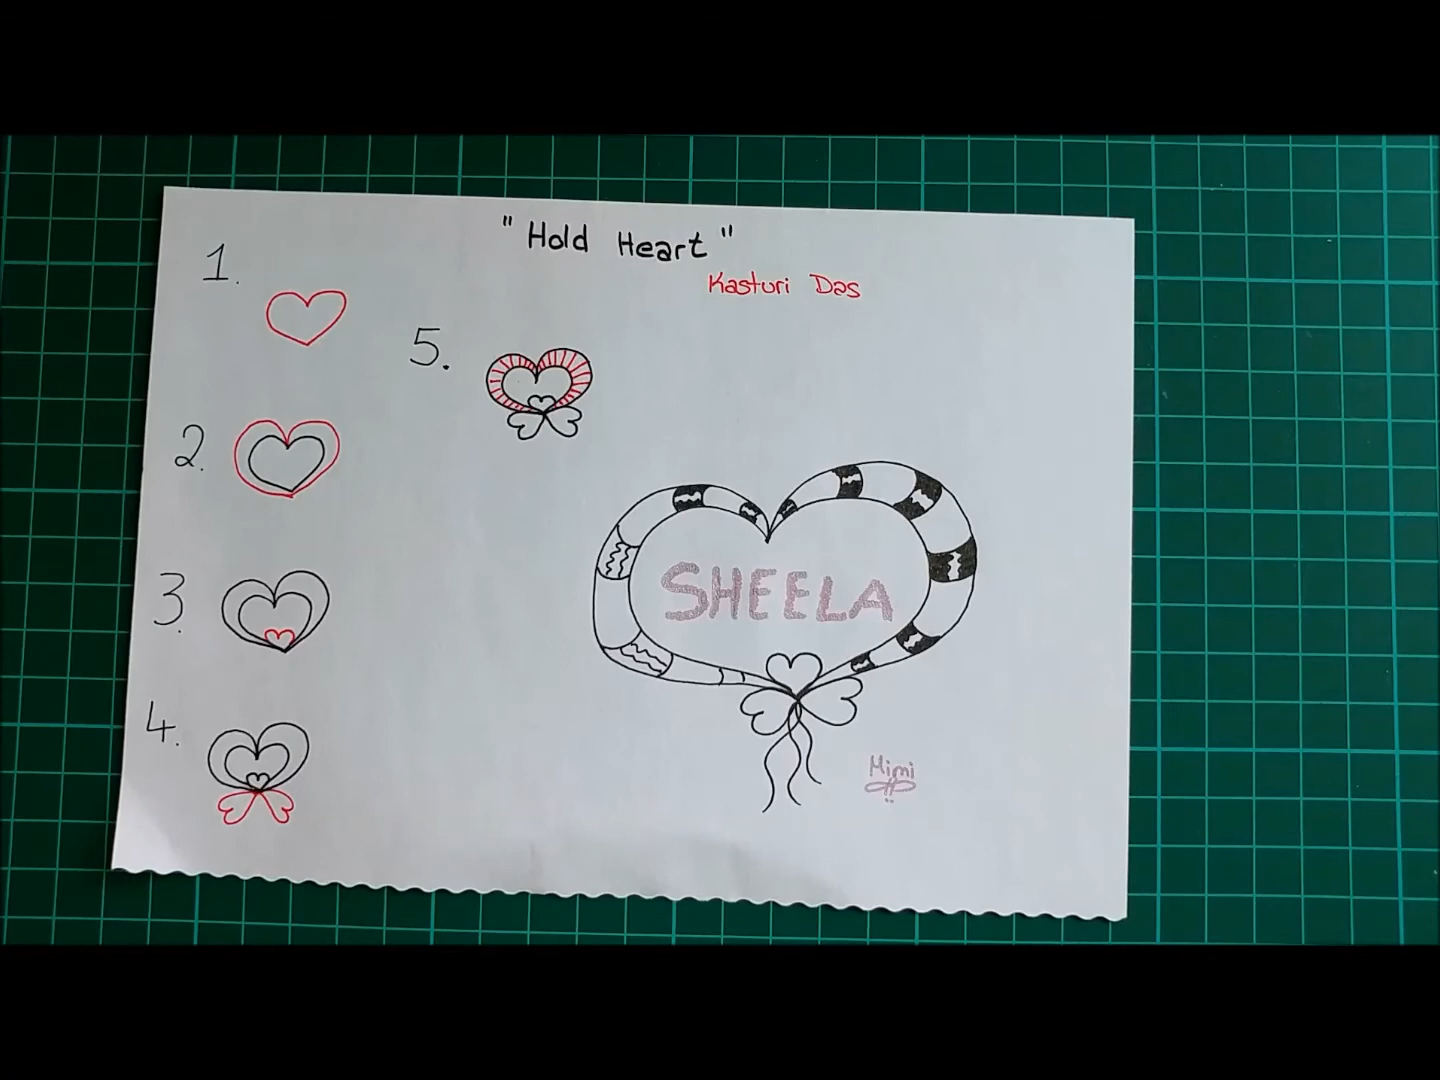 "Hold Heart"
Kasturi Das
1.
2.
3.
4.
5.
SHEELA
Mimi